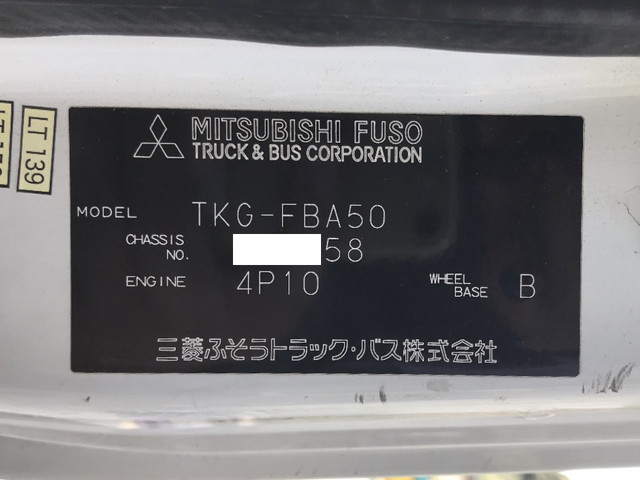 LT 139
MITSUBISHI FUSO
TRUCK & BUS CORPORATION
MODEL TKG-FBA50
CHASSIS NO. 58
ENGINE 4P10 WHEEL BASE B
三菱ふそうトラック・バス株式会社